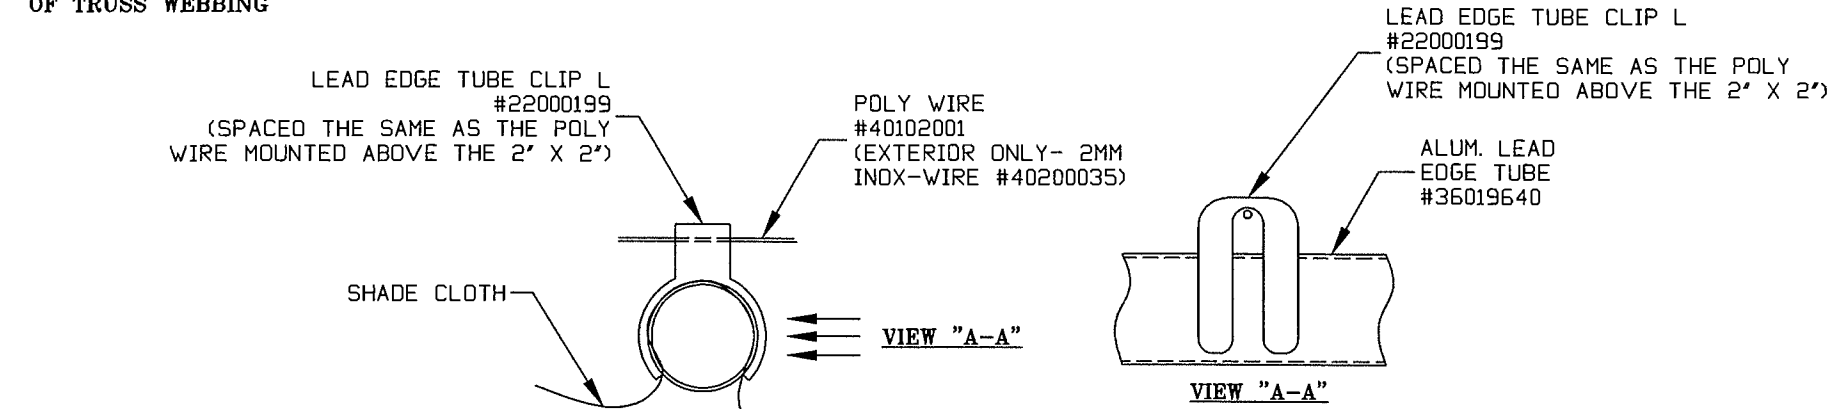 OF TRUSS WEBBING
LEAD EDGE TUBE CLIP L
#22000199
(SPACED THE SAME AS THE POLY
WIRE MOUNTED ABOVE THE 2" X 2")
POLY WIRE
#40102001
(EXTERIOR ONLY- 2MM
INOX-WIRE #40200035)
LEAD EDGE TUBE CLIP L
#22000199
(SPACED THE SAME AS THE POLY
WIRE MOUNTED ABOVE THE 2" X 2")
ALUM. LEAD
EDGE TUBE
#36019640
SHADE CLOTH
VIEW "A-A"
VIEW "A-A"